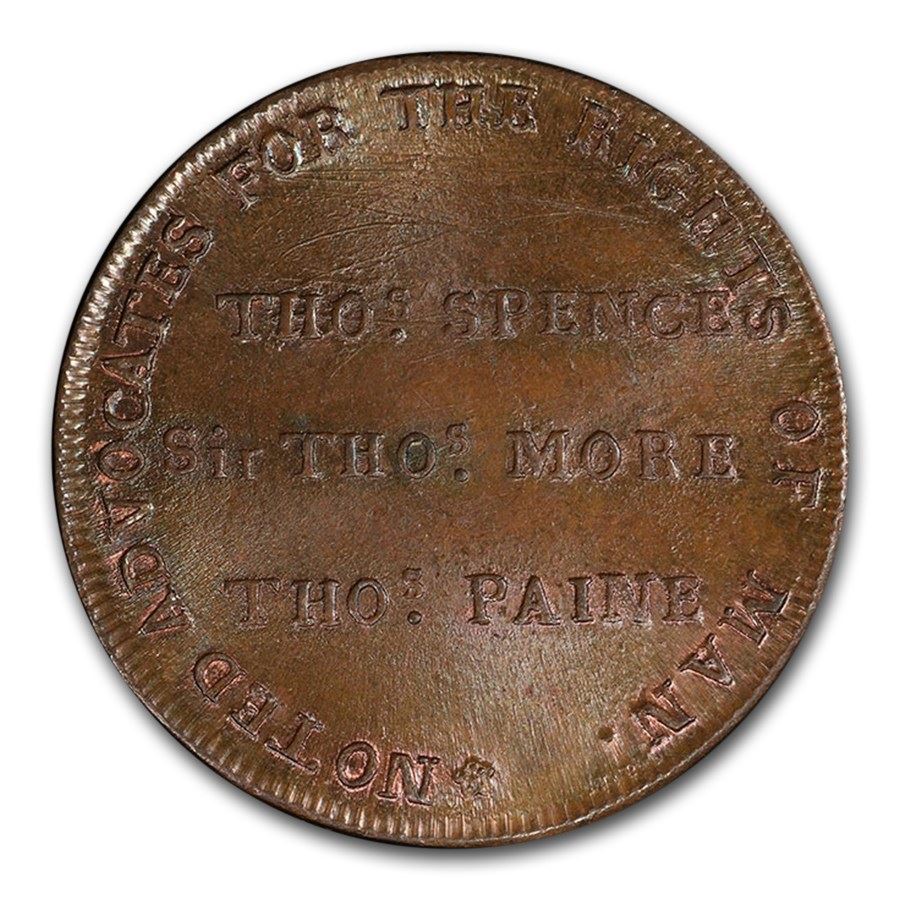 NOTED ADVOCATES FOR THE RIGHTS OF MAN.
THOS. SPENCE
Sir THOS. MORE
THOS. PAINE